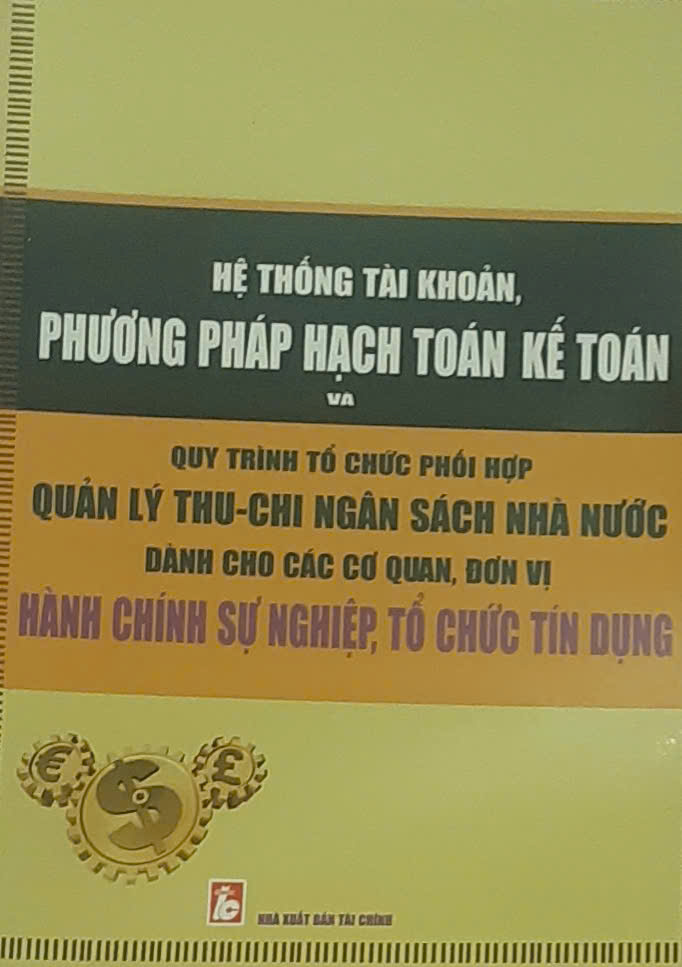 HỆ THỐNG TÀI KHOẢN,
PHƯƠNG PHÁP HẠCH TOÁN KẾ TOÁN
VÀ
QUY TRÌNH TỔ CHỨC PHỐI HỢP
QUẢN LÝ THU-CHI NGÂN SÁCH NHÀ NƯỚC
DÀNH CHO CÁC CƠ QUAN, ĐƠN VỊ
HÀNH CHÍNH SỰ NGHIỆP, TỔ CHỨC TÍN DỤNG
€ $ £
NHÀ XUẤT BẢN TÀI CHÍNH